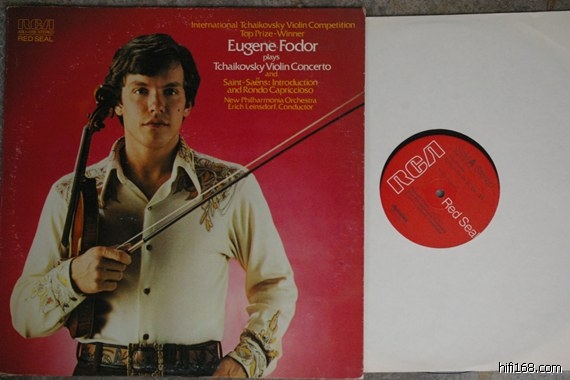 RCA
RED SEAL
International Tchaikovsky Violin Competition
Top Prize-Winner
Eugene Fodor
plays
Tchaikovsky Violin Concerto
and
Saint-Saëns: Introduction
and Rondo Capriccioso
New Philharmonia Orchestra
Erich Leinsdorf, Conductor
RCA
Red Seal
hifi168.com